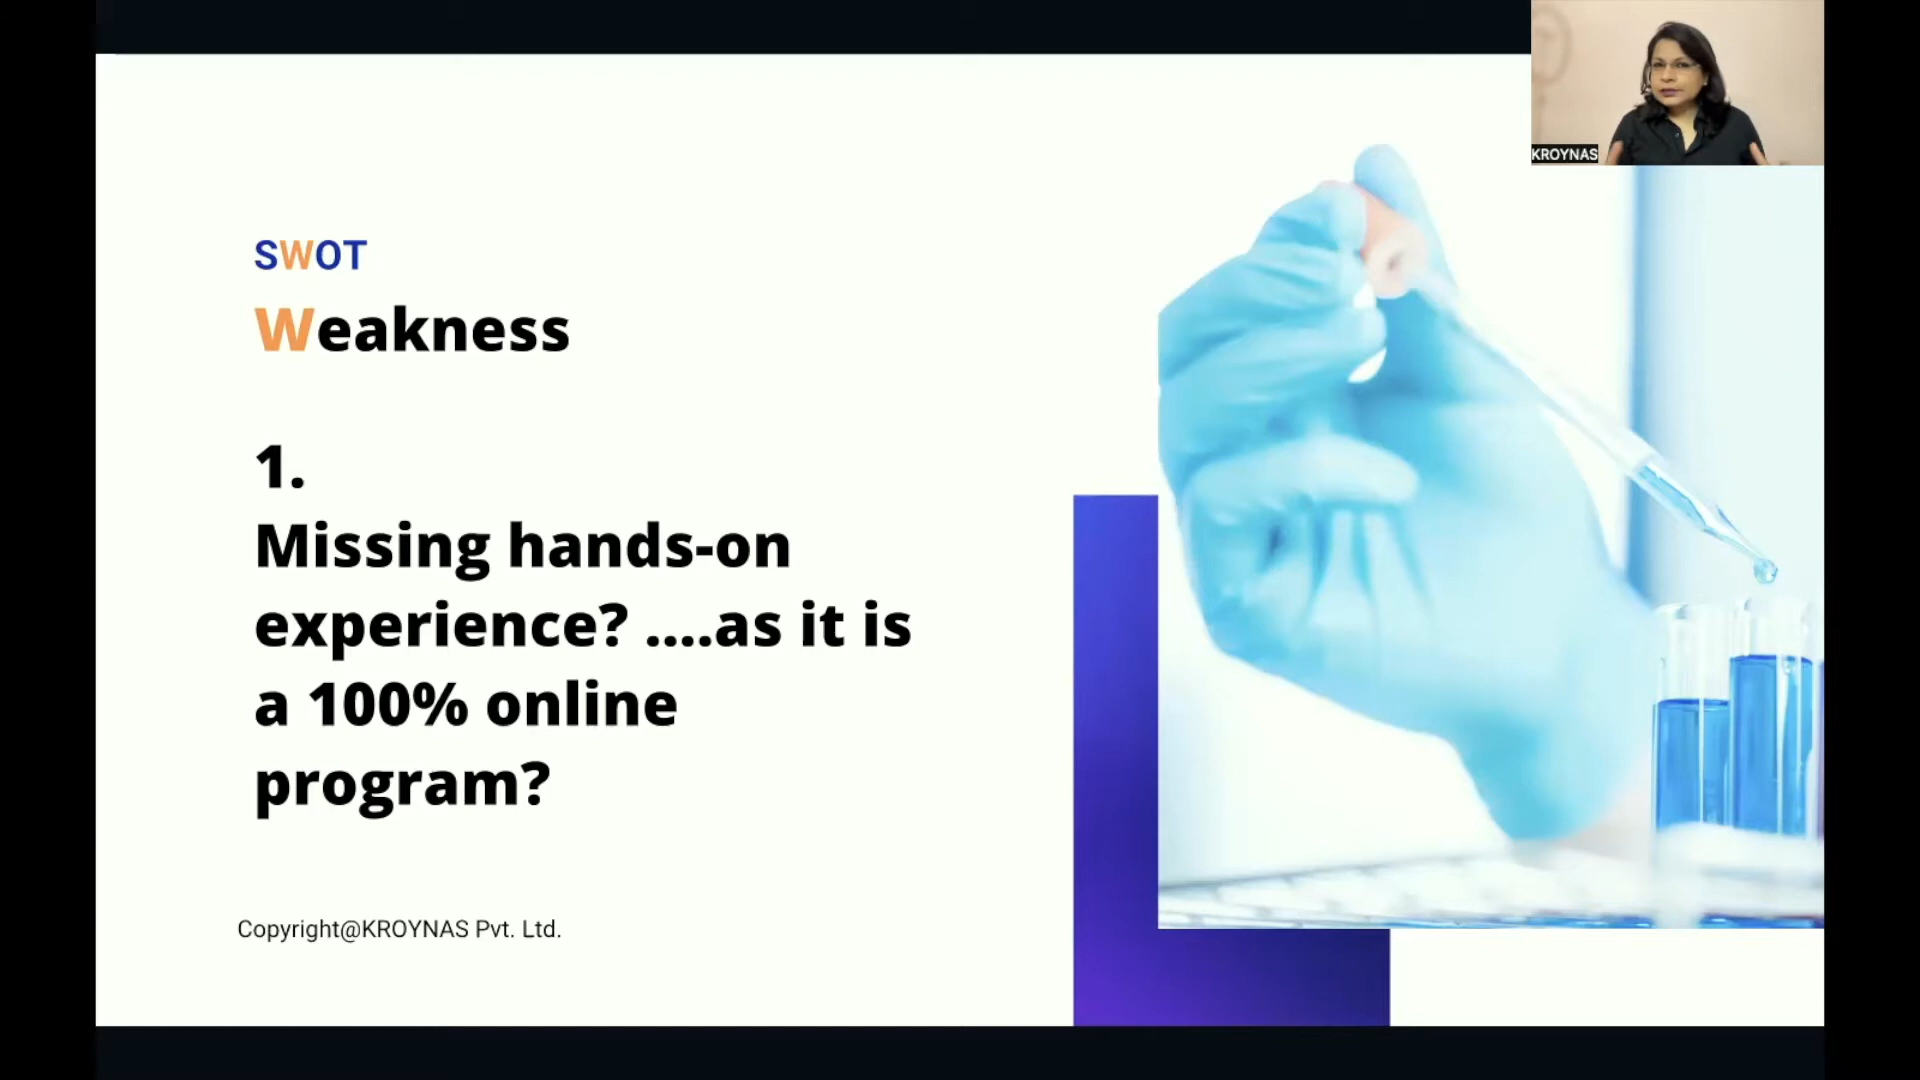 KROYNAS
SWOT
Weakness
1.
Missing hands-on
experience? ....as it is
a 100% online
program?
Copyright@KROYNAS Pvt. Ltd.